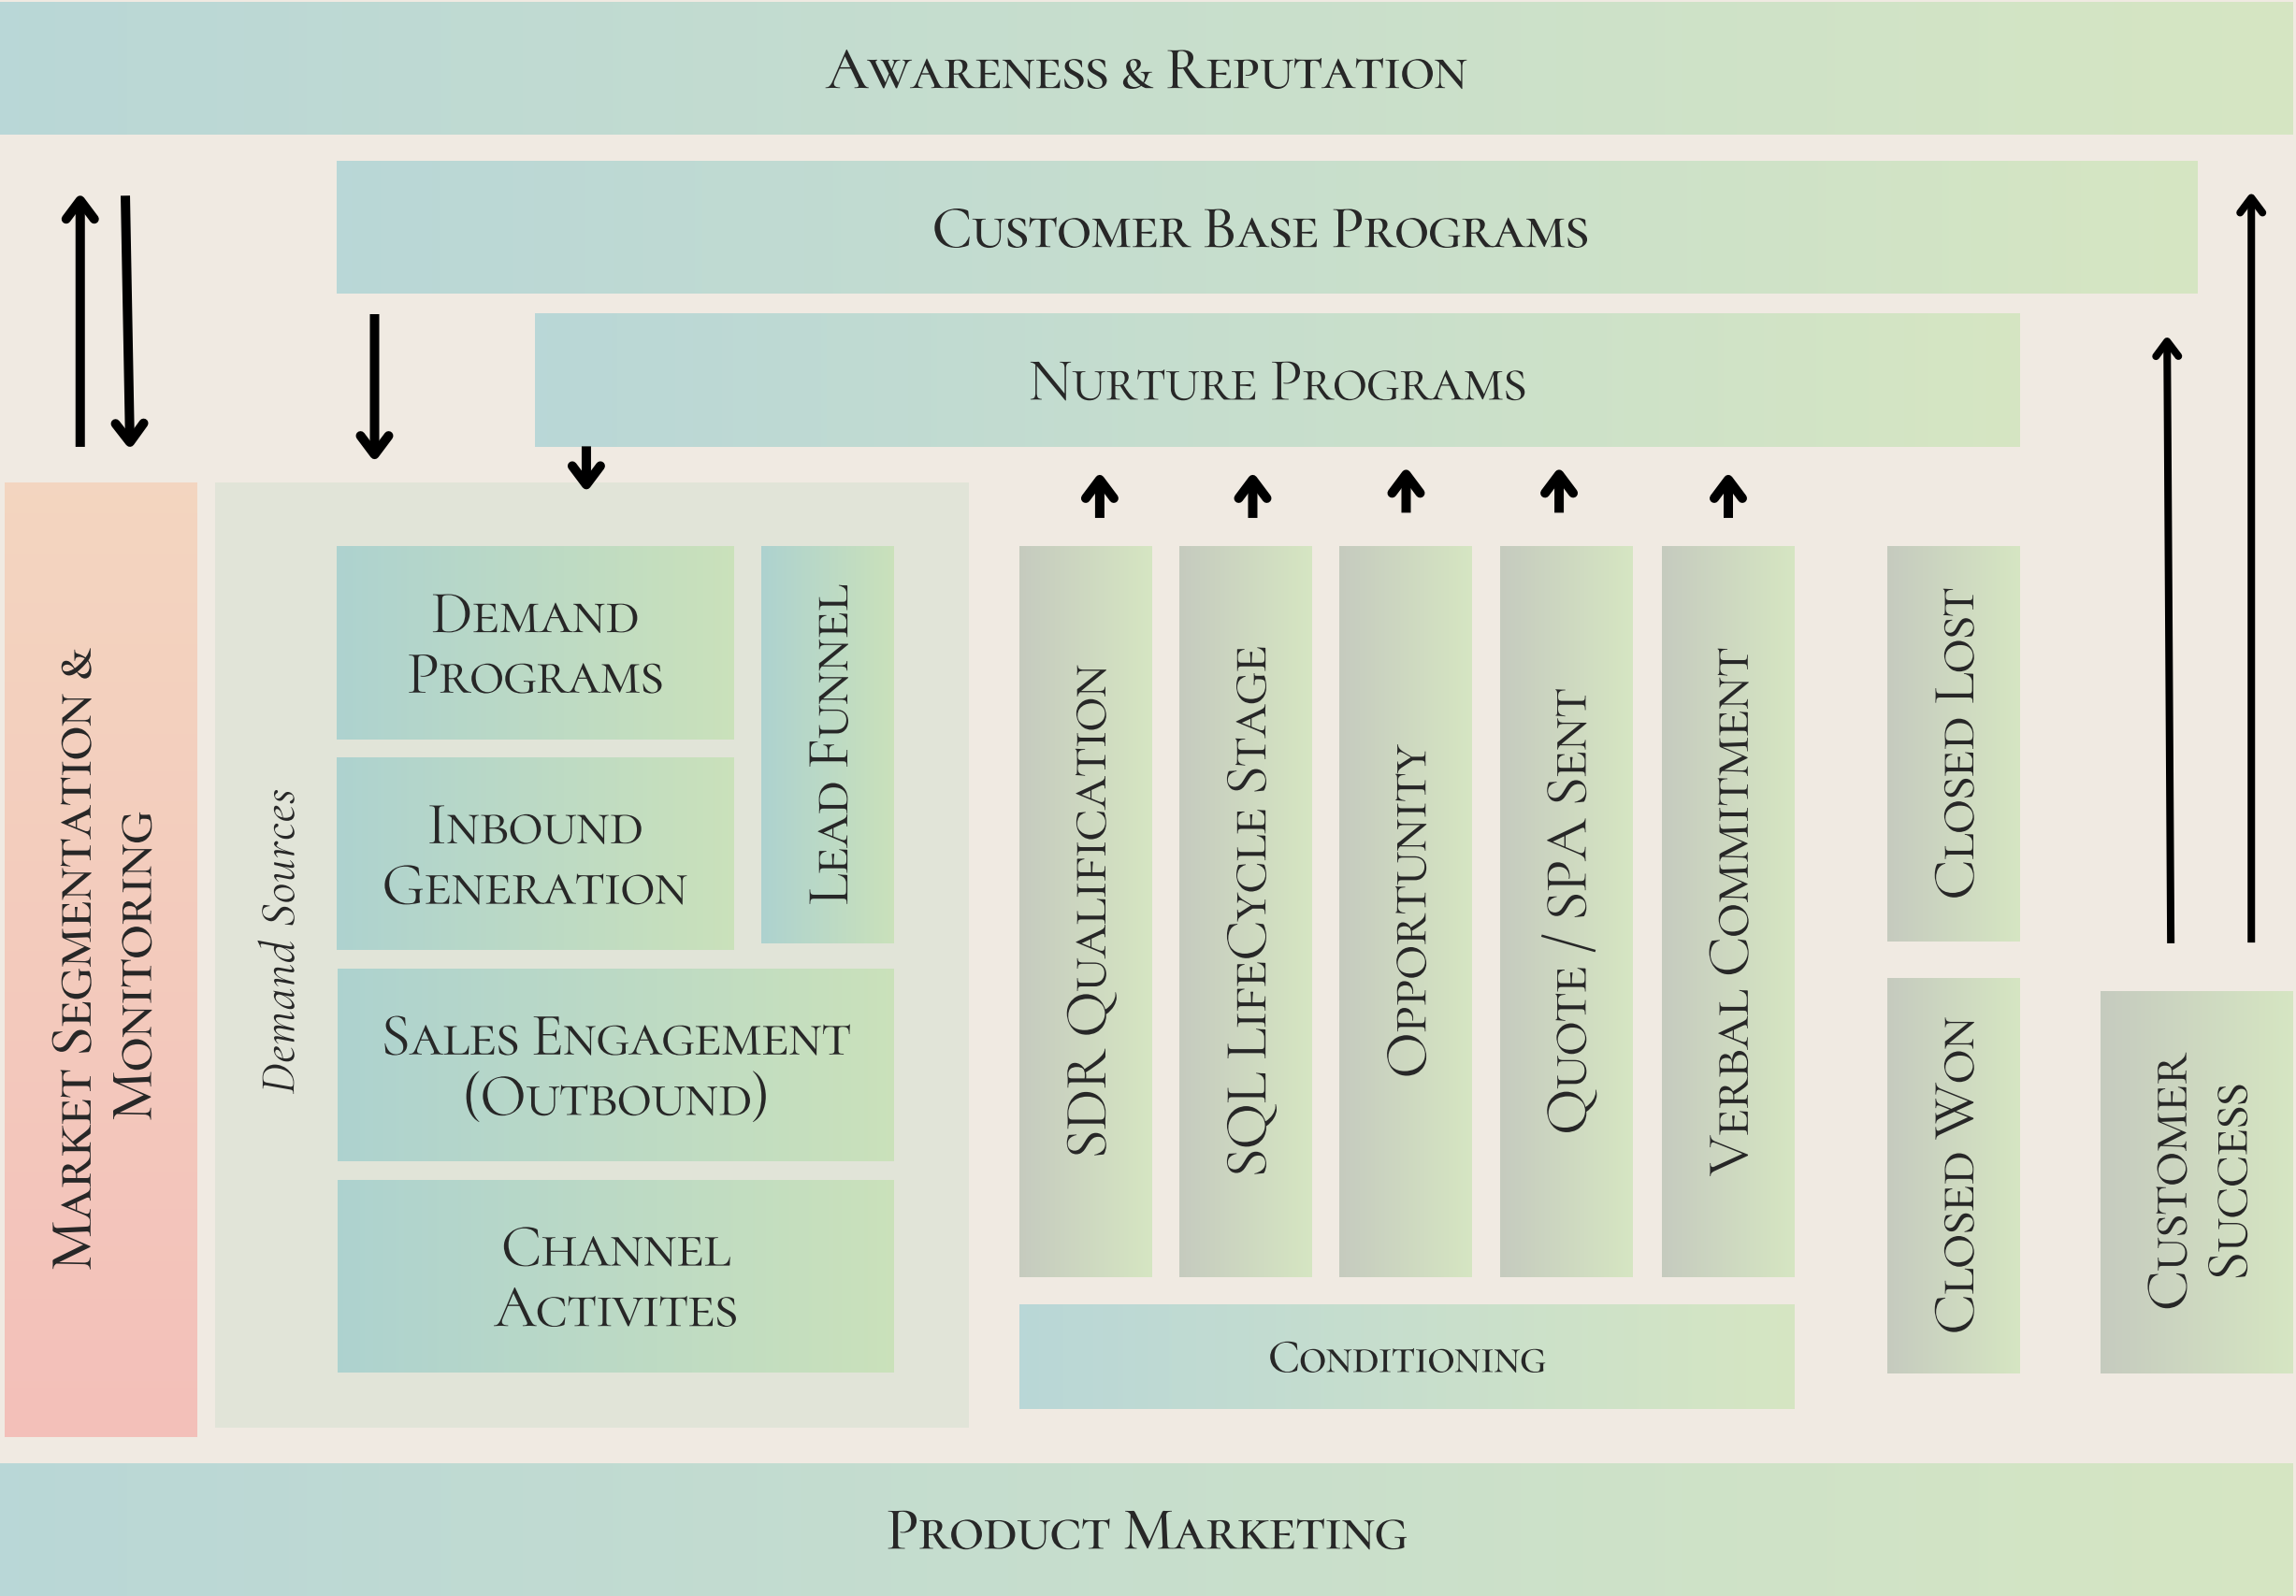 Awareness & Reputation
Customer Base Programs
Nurture Programs
Market Segmentation &
Monitoring
Demand Sources
Demand
Programs
Inbound
Generation
Lead Funnel
Sales Engagement
(Outbound)
Channel
Activites
SDR Qualification
SQL LifeCycle Stage
Opportunity
Quote / SPA Sent
Verbal Commitment
Conditioning
Closed Lost
Closed Won
Customer
Success
Product Marketing